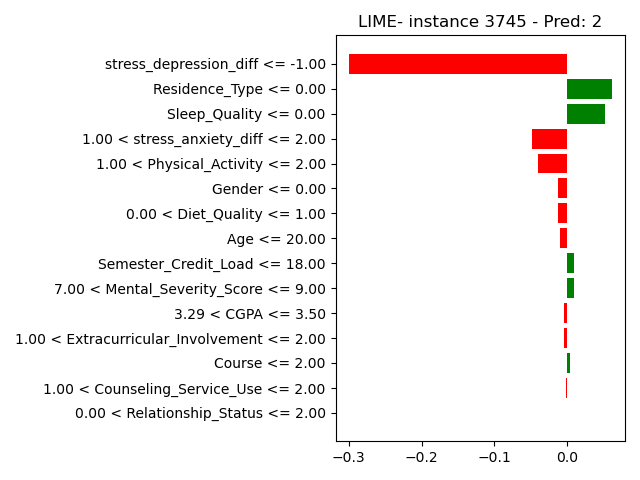 LIME- instance 3745 - Pred: 2
stress_depression_diff <= -1.00
Residence_Type <= 0.00
Sleep_Quality <= 0.00
1.00 < stress_anxiety_diff <= 2.00
1.00 < Physical_Activity <= 2.00
Gender <= 0.00
0.00 < Diet_Quality <= 1.00
Age <= 20.00
Semester_Credit_Load <= 18.00
7.00 < Mental_Severity_Score <= 9.00
3.29 < CGPA <= 3.50
1.00 < Extracurricular_Involvement <= 2.00
Course <= 2.00
1.00 < Counseling_Service_Use <= 2.00
0.00 < Relationship_Status <= 2.00
−0.3 −0.2 −0.1 0.0